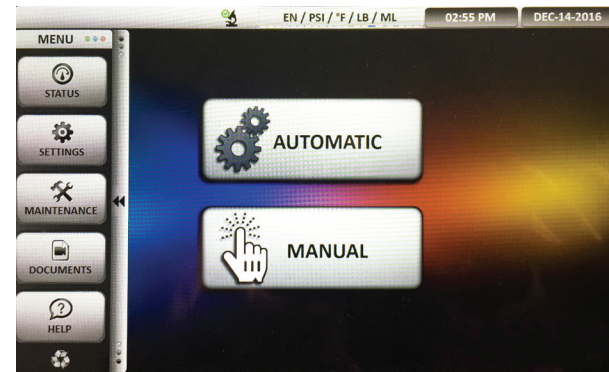 EN / PSI / °F / LB / ML
02:55 PM
DEC-14-2016
MENU
STATUS
SETTINGS
MAINTENANCE
DOCUMENTS
HELP
AUTOMATIC
MANUAL